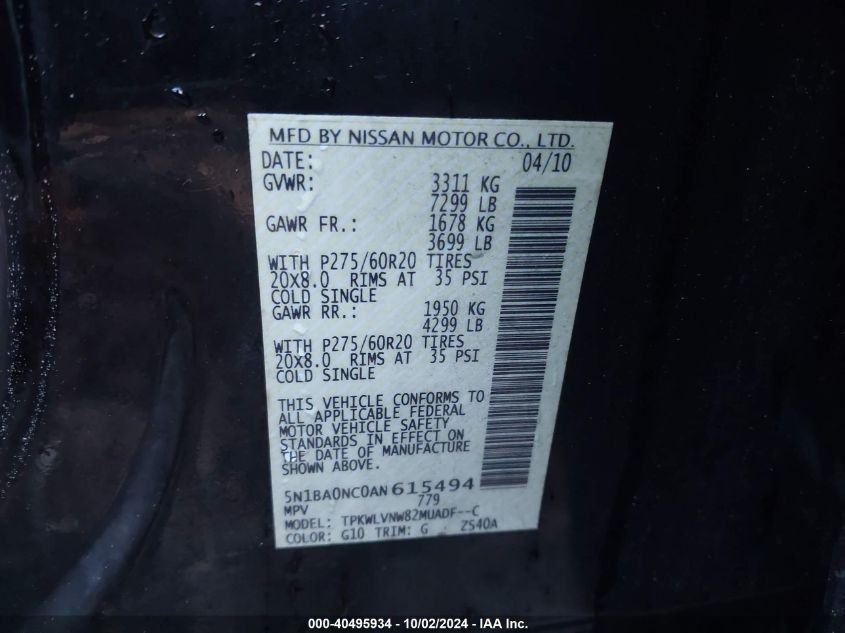 MFD BY NISSAN MOTOR CO., LTD.
DATE: 04/10
GVWR: 3311 KG
7299 LB
GAWR FR.: 1678 KG
3699 LB
WITH P275/60R20 TIRES
20X8.0 RIMS AT 35 PSI
COLD SINGLE
GAWR RR.: 1950 KG
4299 LB
WITH P275/60R20 TIRES
20X8.0 RIMS AT 35 PSI
COLD SINGLE
THIS VEHICLE CONFORMS TO
ALL APPLICABLE FEDERAL
MOTOR VEHICLE SAFETY
STANDARDS IN EFFECT ON
THE DATE OF MANUFACTURE
SHOWN ABOVE.
5N1BA0NC0AN615494
MPV 779
MODEL: TPKWLVNW82MUADF--C
COLOR: G10 TRIM: G ZS40A
000-40495934 - 10/02/2024 - IAA Inc.